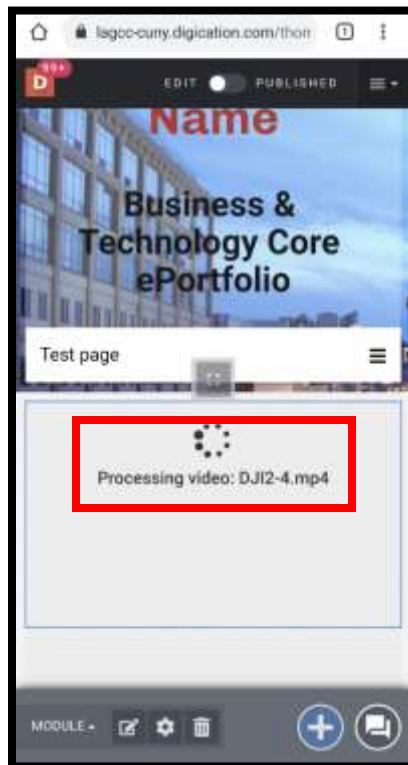 lagcc-cuny.digication.com/thom
1
99+
D
EDIT
PUBLISHED
Name
Business &
Technology Core
ePortfolio
Test page
Processing video: DJI2-4.mp4
MODULE